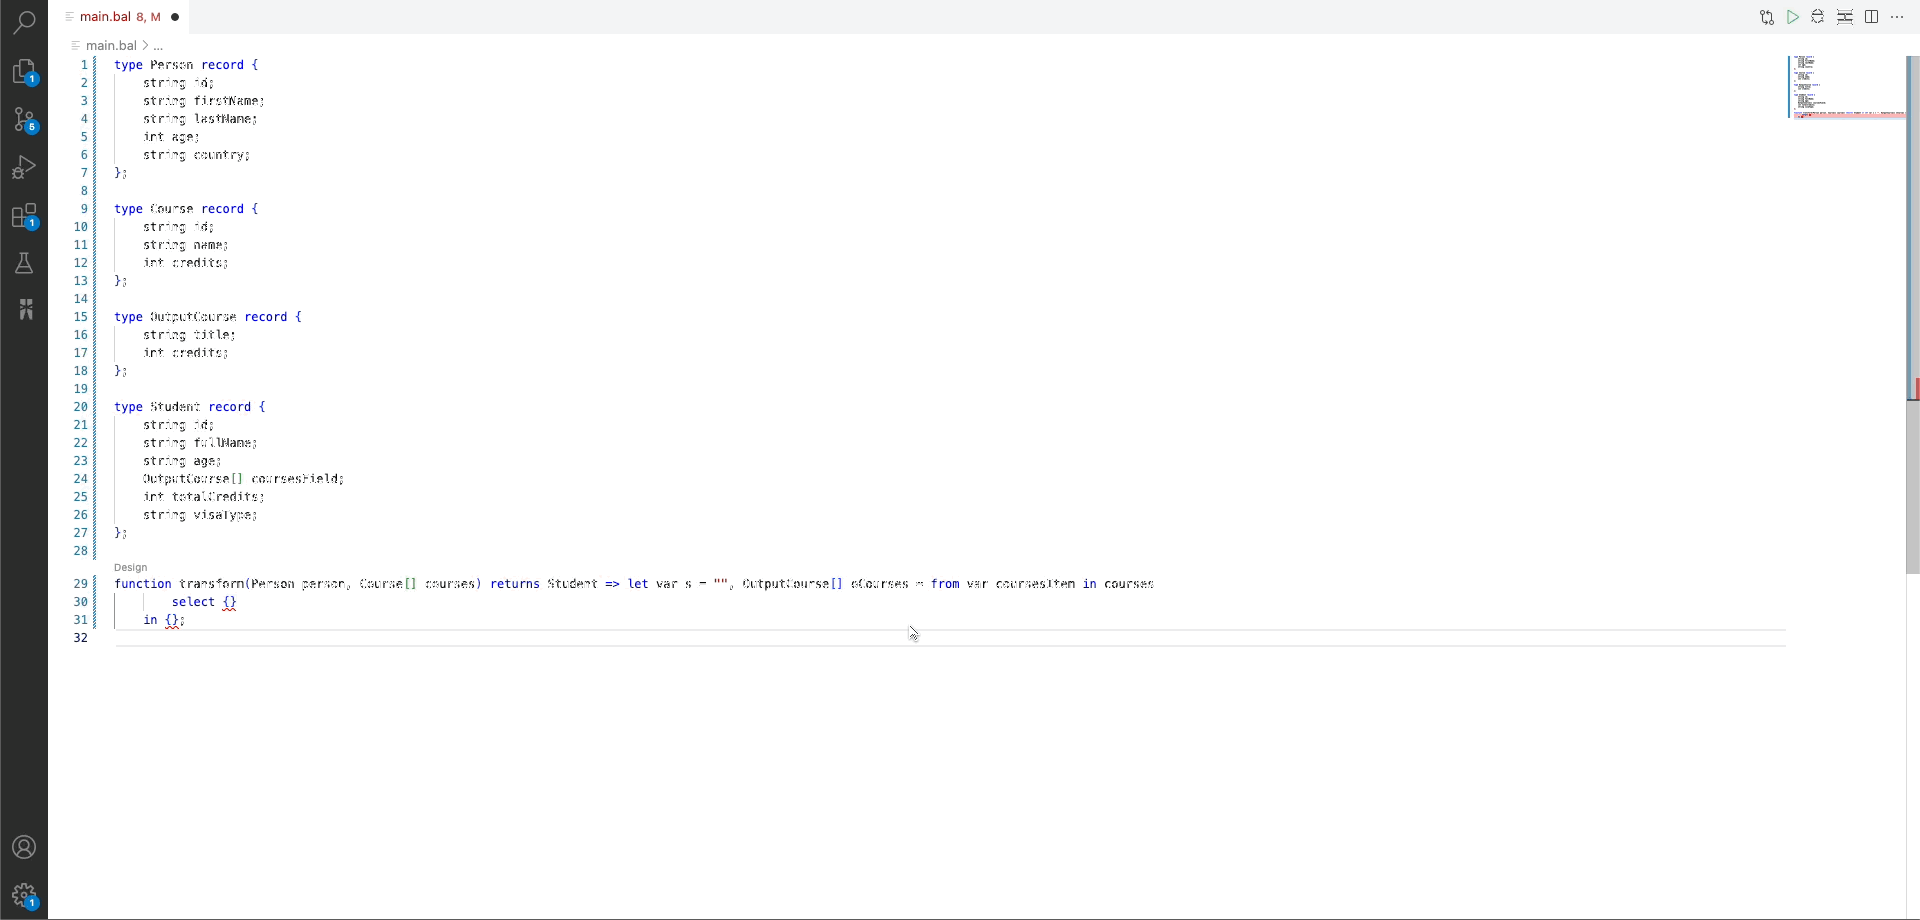 main.bal 8, M
main.bal > ...
1 type Person record {
2 string id;
3 string firstName;
4 string lastName;
5 int age;
6 string country;
7 };
8
9 type Course record {
10 string id;
11 string name;
12 int credits;
13 };
14
15 type OutputCourse record {
16 string title;
17 int credits;
18 };
19
20 type Student record {
21 string id;
22 string fullName;
23 string age;
24 OutputCourse[] coursesField;
25 int totalCredits;
26 string visaType;
27 };
28
Design
29 function transform(Person person, Course[] courses) returns Student => let var s = "", OutputCourse[] oCourses = from var coursesItem in courses
30 select {}
31 in {};
32
1
5
1
1